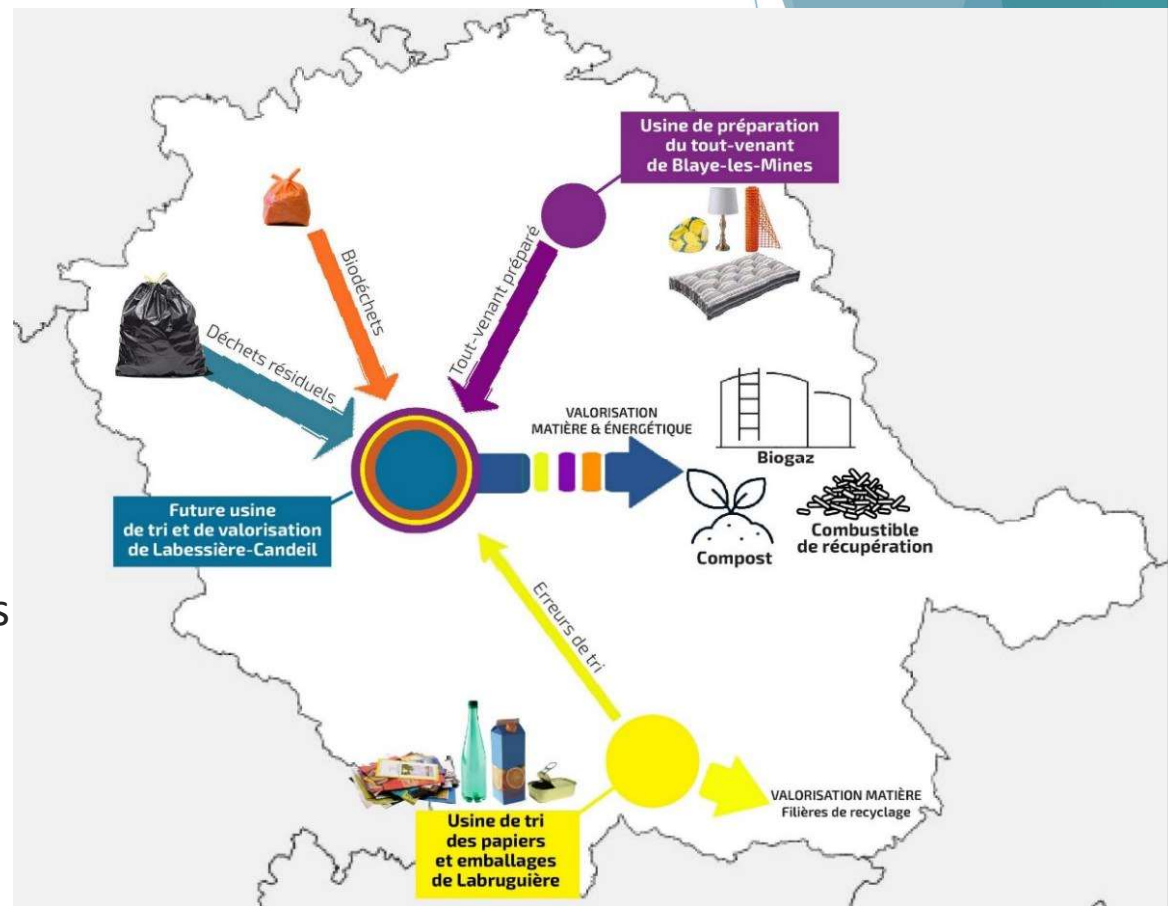 Usine de préparation
du tout-venant
de Blaye-les-Mines
Biodéchets
Tout-venant préparé
Déchets résiduels
VALORISATION
MATIÈRE & ÉNERGÉTIQUE
Biogaz
Compost
Combustible
de récupération
Future usine
de tri et de valorisation
de Labessière-Candeil
s
Erreurs de tri
VALORISATION MATIÈRE
Filières de recyclage
Usine de tri
des papiers
et emballages
de Labruguière